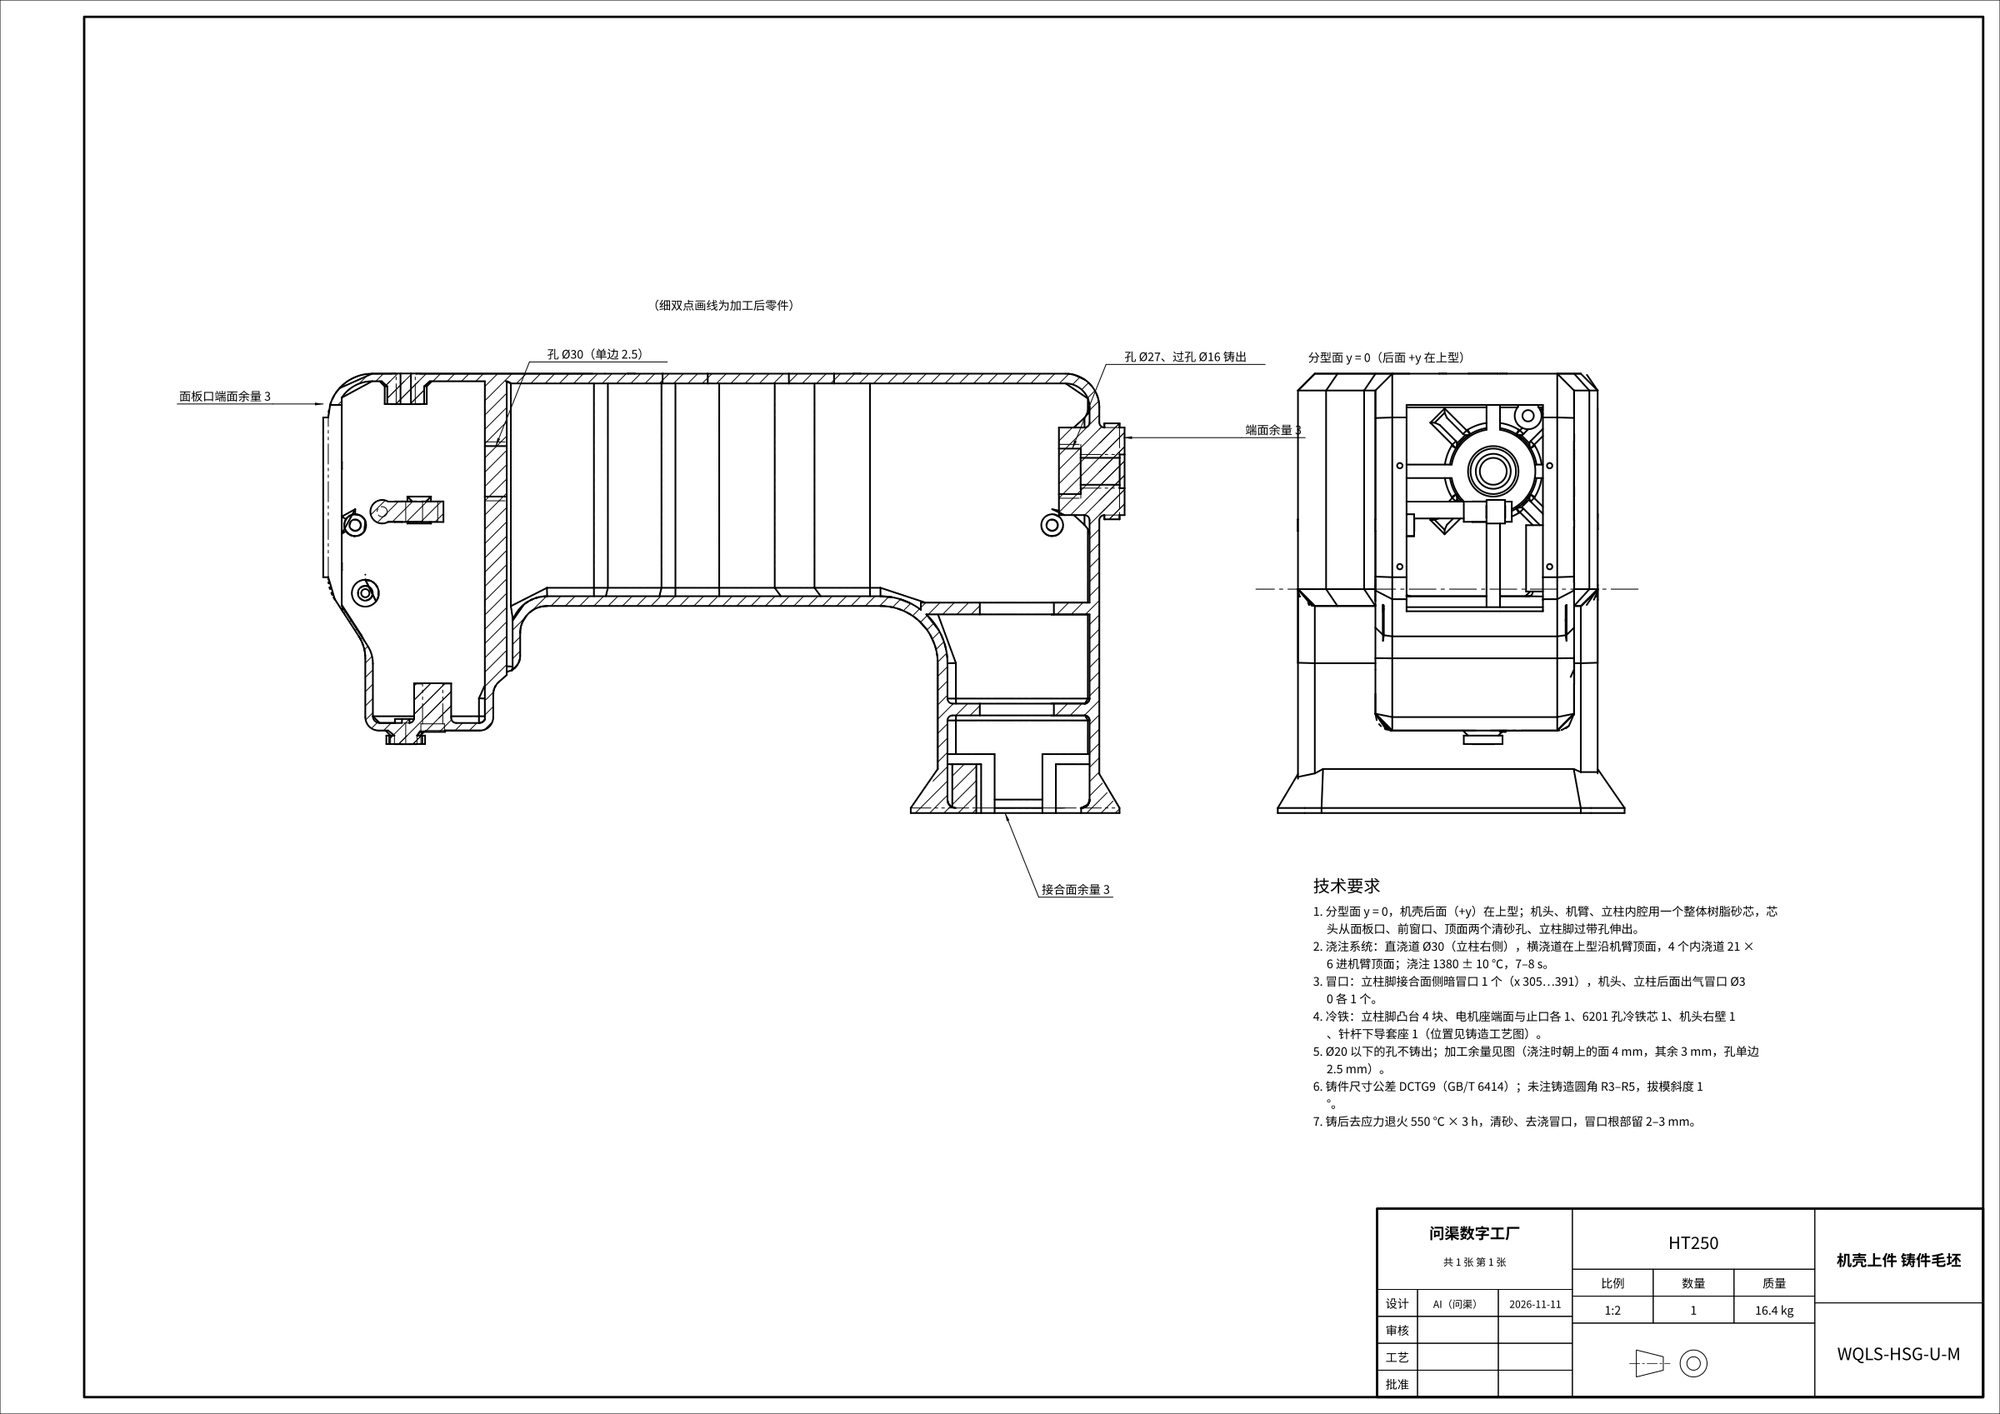 （细双点画线为加工后零件）
孔 Ø30（单边 2.5）
孔 Ø27、过孔 Ø16 铸出
分型面 y = 0（后面 +y 在上型）
面板口端面余量 3
端面余量 3
接合面余量 3
技术要求
1. 分型面 y = 0，机壳后面（+y）在上型；机头、机臂、立柱内腔用一个整体树脂砂芯，芯
头从面板口、前窗口、顶面两个清砂孔、立柱脚过带孔伸出。
2. 浇注系统：直浇道 Ø30（立柱右侧），横浇道在上型沿机臂顶面，4 个内浇道 21 ×
6 进机臂顶面；浇注 1380 ± 10 °C，7–8 s。
3. 冒口：立柱脚接合面侧暗冒口 1 个（x 305…391），机头、立柱后面出气冒口 Ø3
0 各 1 个。
4. 冷铁：立柱脚凸台 4 块、电机座端面与止口各 1、6201 孔冷铁芯 1、机头右壁 1
、针杆下导套座 1（位置见铸造工艺图）。
5. Ø20 以下的孔不铸出；加工余量见图（浇注时朝上的面 4 mm，其余 3 mm，孔单边
2.5 mm）。
6. 铸件尺寸公差 DCTG9（GB/T 6414）；未注铸造圆角 R3–R5，拔模斜度 1
°。
7. 铸后去应力退火 550 °C × 3 h，清砂、去浇冒口，冒口根部留 2–3 mm。
问渠数字工厂
共 1 张 第 1 张
HT250
机壳上件 铸件毛坯
比例 数量 质量
1:2 1 16.4 kg
设计 AI（问渠） 2026-11-11
审核
工艺
批准
WQLS-HSG-U-M